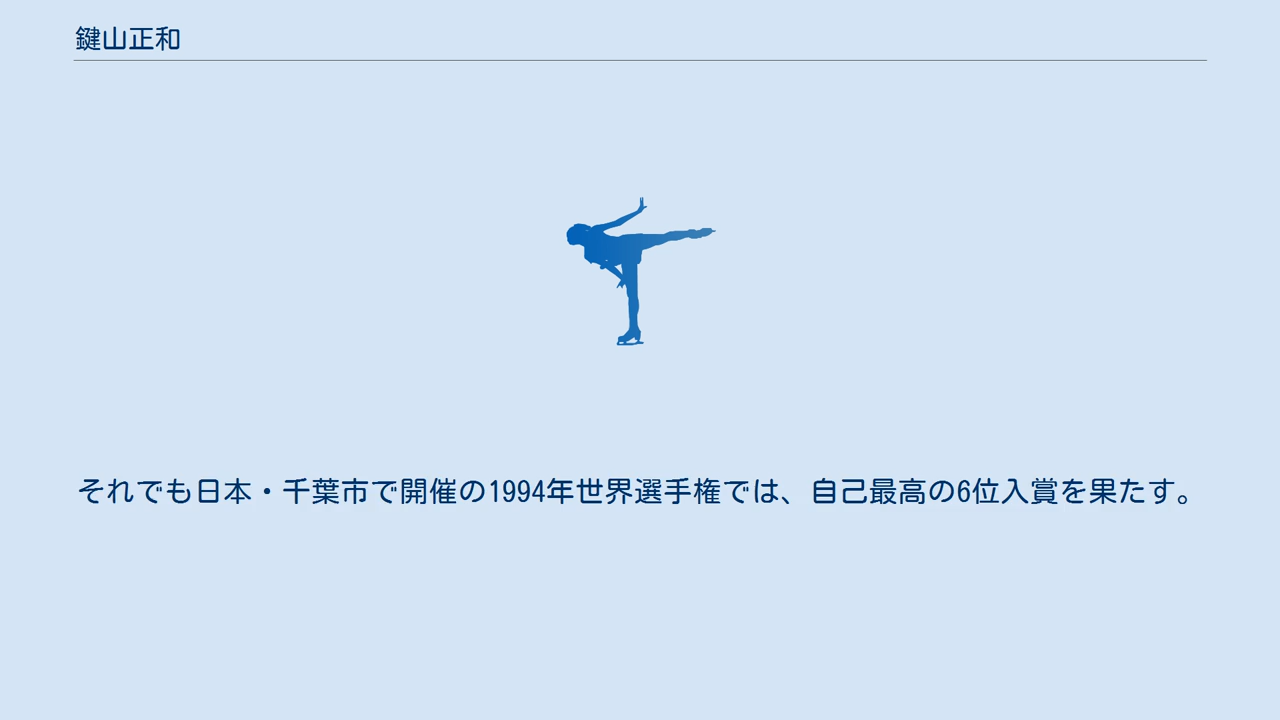 鍵山正和
それでも日本・千葉市で開催の1994年世界選手権では、自己最高の6位入賞を果たす。